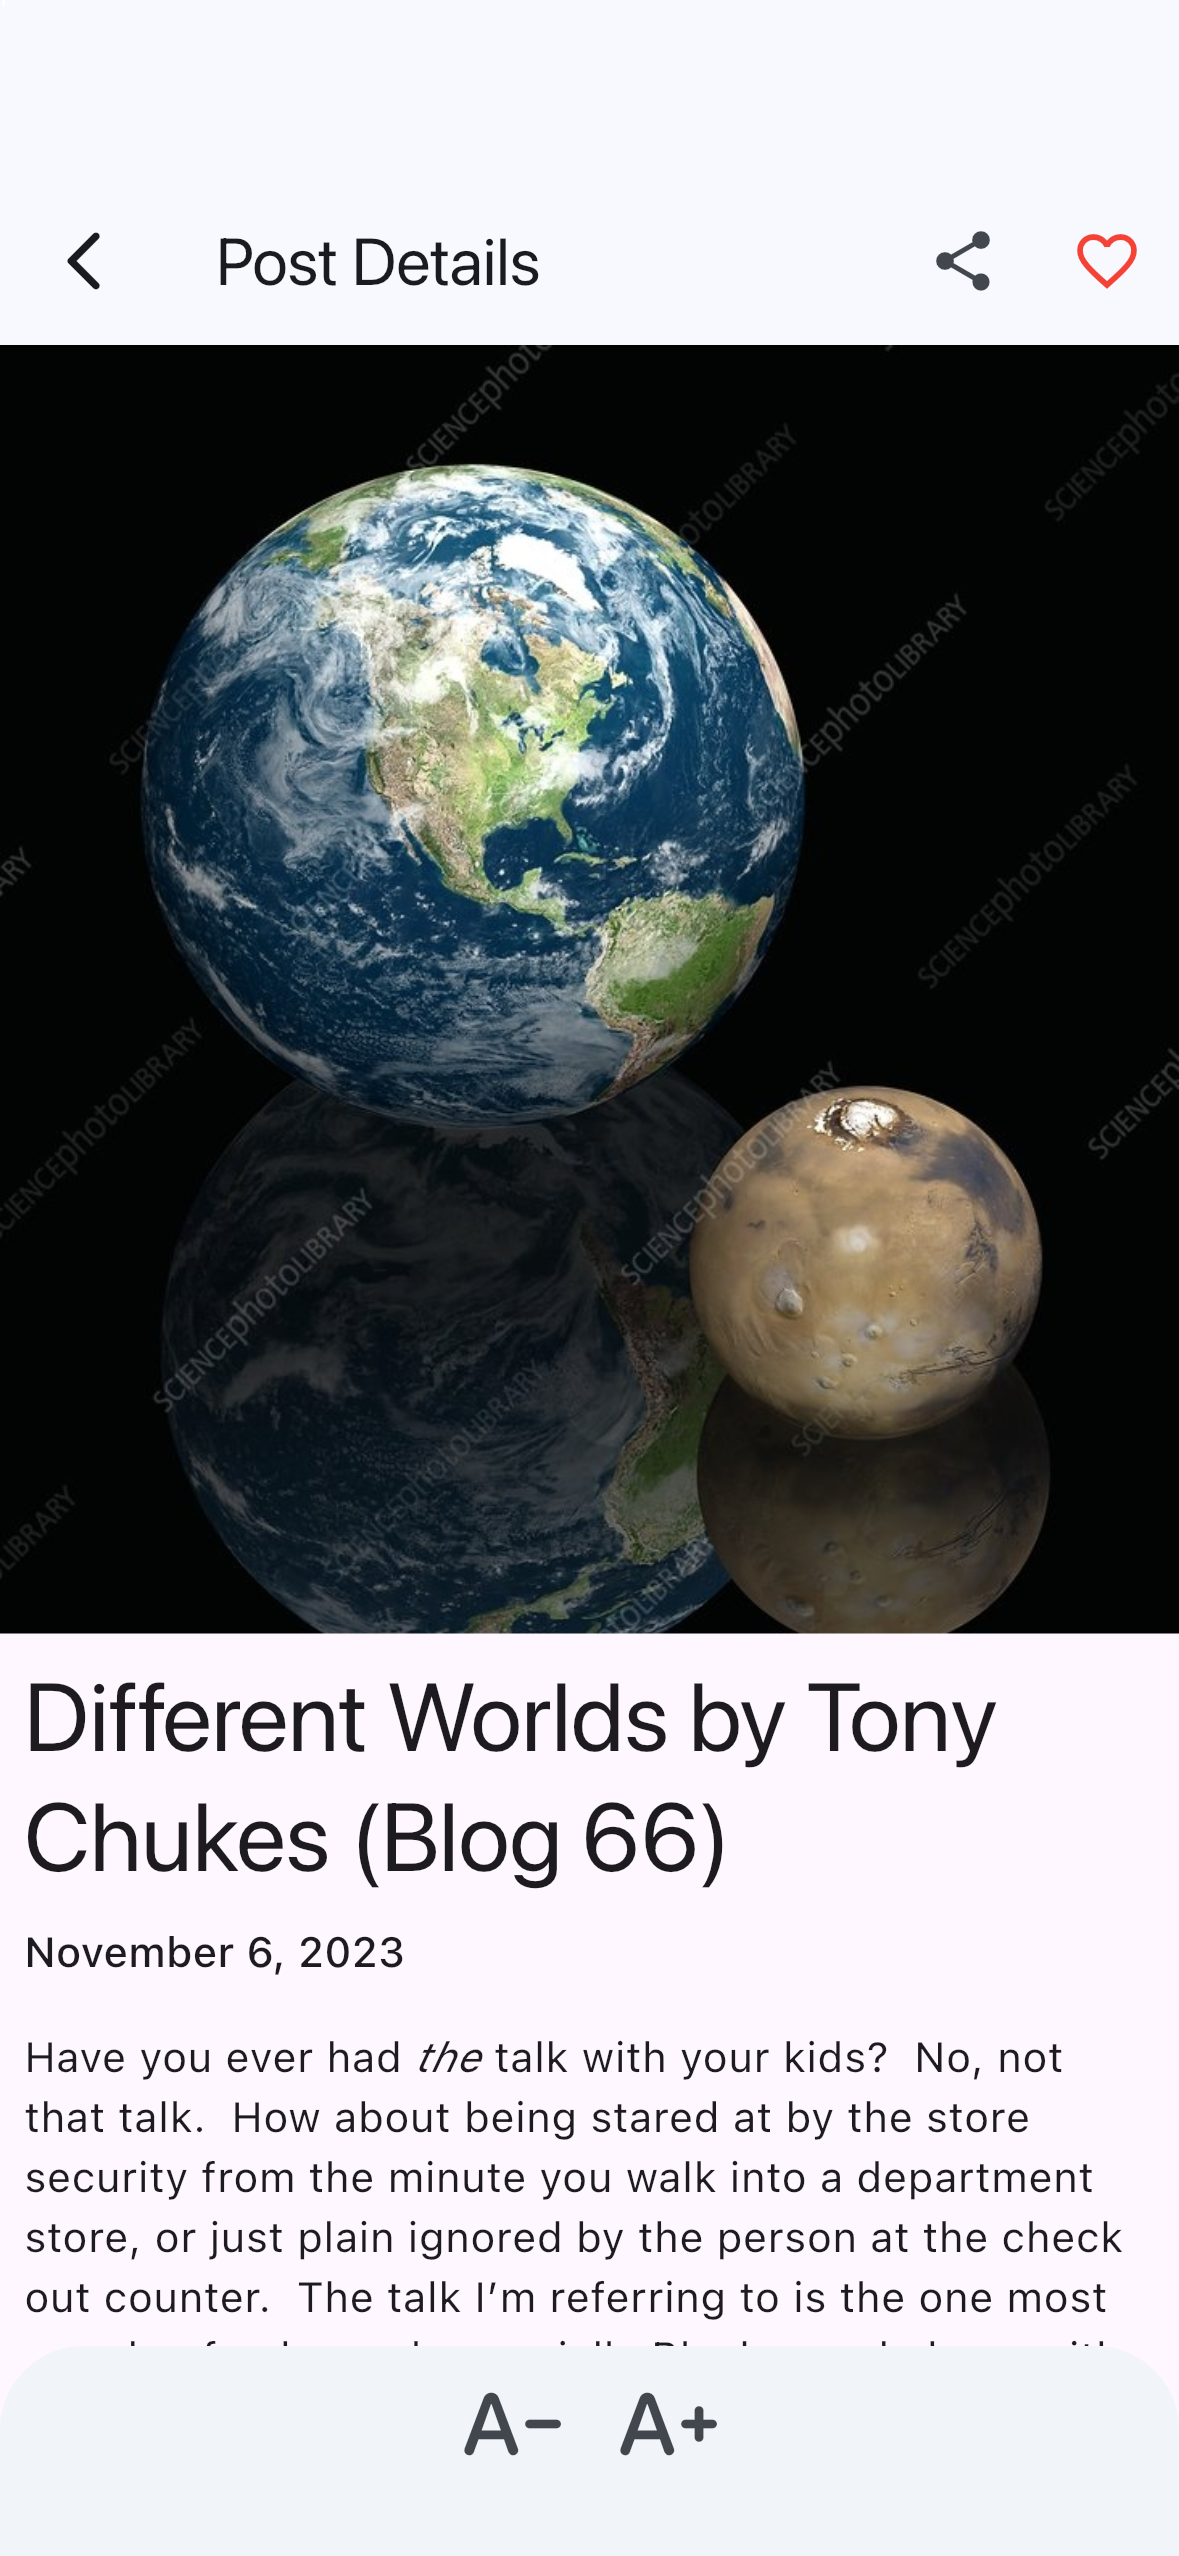 Post Details
SCIENCEphotoLIBRARY
Different Worlds by Tony
Chukes (Blog 66)
November 6, 2023
Have you ever had the talk with your kids?  No, not
that talk.  How about being stared at by the store
security from the minute you walk into a department
store, or just plain ignored by the person at the check
out counter.  The talk I’m referring to is the one most
A− A+